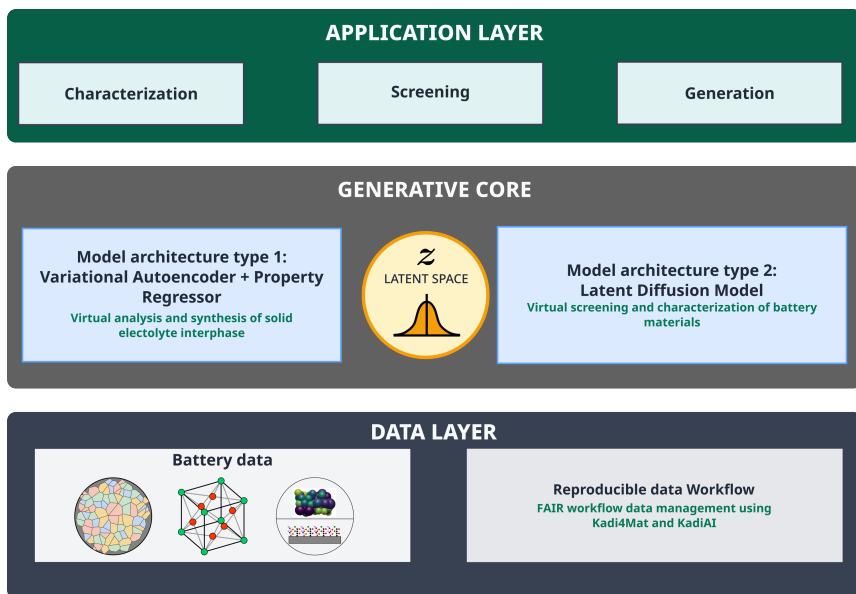 APPLICATION LAYER
Characterization
Screening
Generation
GENERATIVE CORE
Model architecture type 1:
Variational Autoencoder + Property
Regressor
Virtual analysis and synthesis of solid
electolyte interphase
z
LATENT SPACE
Model architecture type 2:
Latent Diffusion Model
Virtual screening and characterization of battery
materials
DATA LAYER
Battery data
Reproducible data Workflow
FAIR workflow data management using
Kadi4Mat and KadiAI